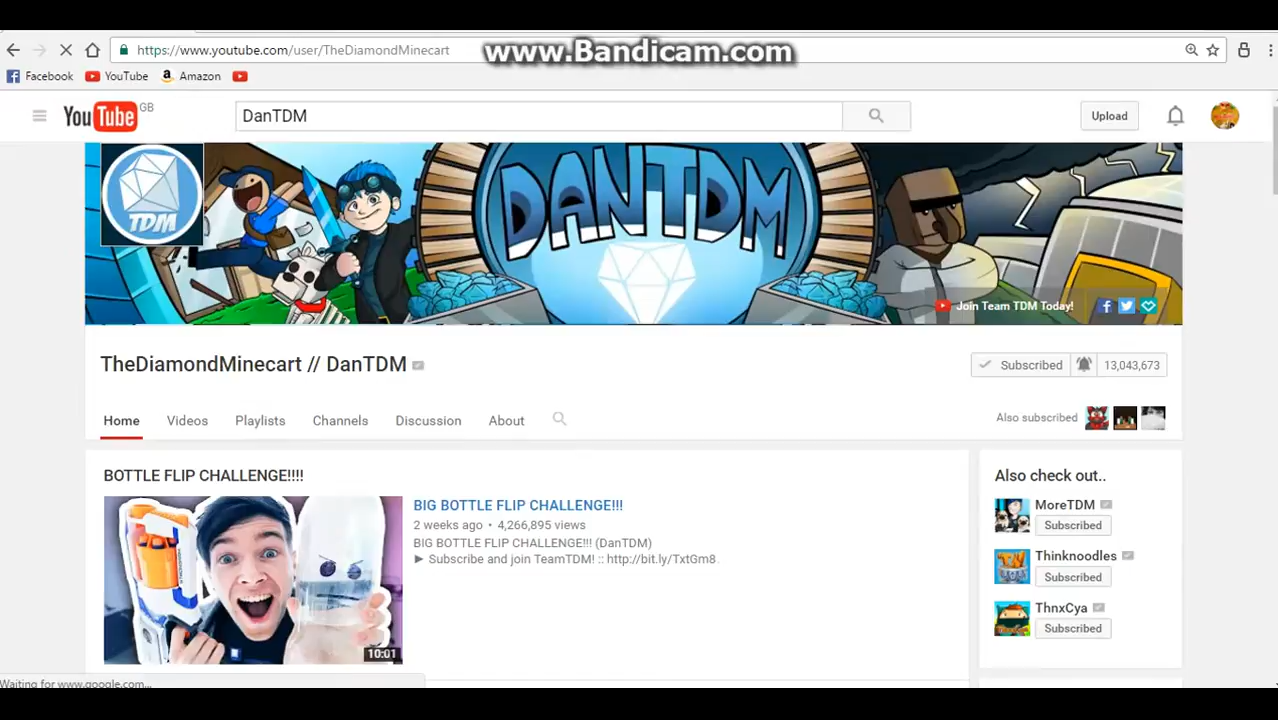 https://www.youtube.com/user/TheDiamondMinecart
www.Bandicam.com
Facebook YouTube Amazon
YouTube GB
DanTDM
Upload
TDM
DANTDM
Join Team TDM Today!
TheDiamondMinecart // DanTDM
Subscribed 13,043,673
Home Videos Playlists Channels Discussion About
Also subscribed
BOTTLE FLIP CHALLENGE!!!!
BIG BOTTLE FLIP CHALLENGE!!!
2 weeks ago • 4,266,895 views
BIG BOTTLE FLIP CHALLENGE!!! (DanTDM)
► Subscribe and join TeamTDM! :: http://bit.ly/TxtGm8
10:01
Also check out..
MoreTDM
Subscribed
Thinknoodles
Subscribed
ThnxCya
Subscribed
Waiting for www.google.com...